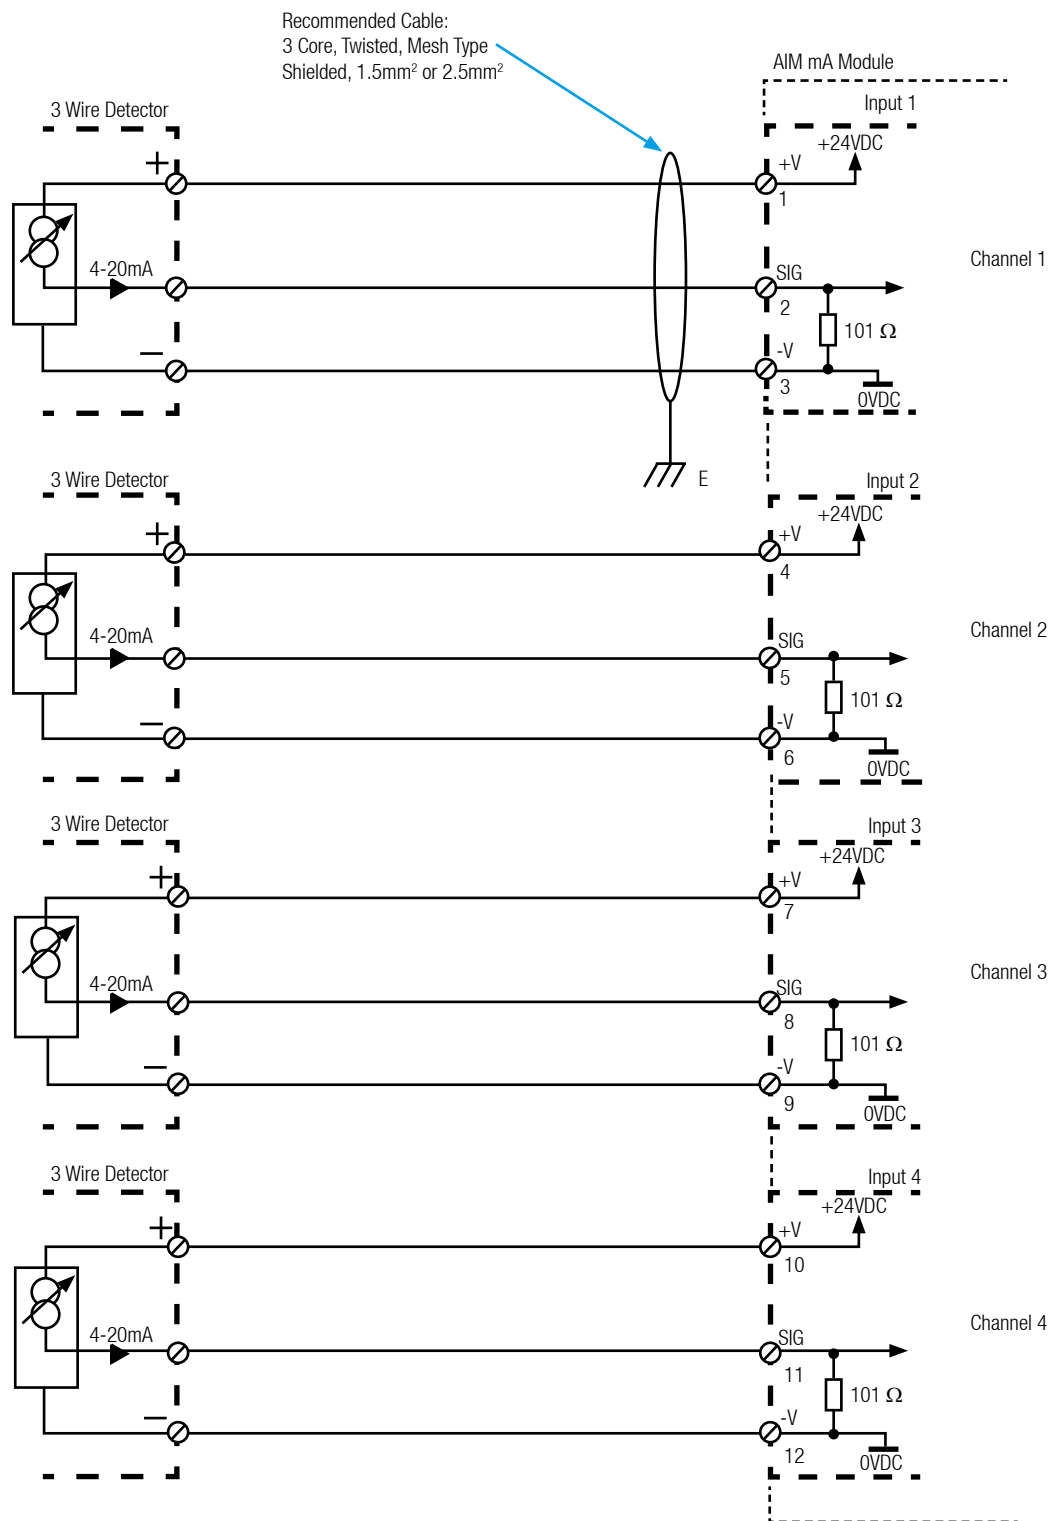 Recommended Cable:
3 Core, Twisted, Mesh Type
Shielded, 1.5mm² or 2.5mm²
AIM mA Module
3 Wire Detector
Input 1
+24VDC
+
+V
1
4-20mA
SIG
2
Channel 1
101 Ω
–
-V
3
0VDC
E
3 Wire Detector
Input 2
+24VDC
+
+V
4
4-20mA
SIG
5
Channel 2
101 Ω
–
-V
6
0VDC
3 Wire Detector
Input 3
+24VDC
+
+V
7
4-20mA
SIG
8
Channel 3
101 Ω
–
-V
9
0VDC
3 Wire Detector
Input 4
+24VDC
+
+V
10
4-20mA
SIG
11
Channel 4
101 Ω
–
-V
12
0VDC